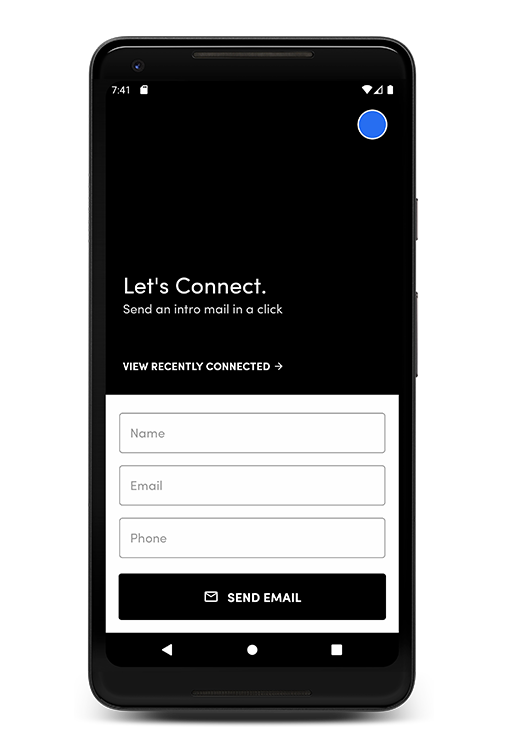 7:41
Let's Connect.
Send an intro mail in a click
VIEW RECENTLY CONNECTED →
Name
Email
Phone
SEND EMAIL